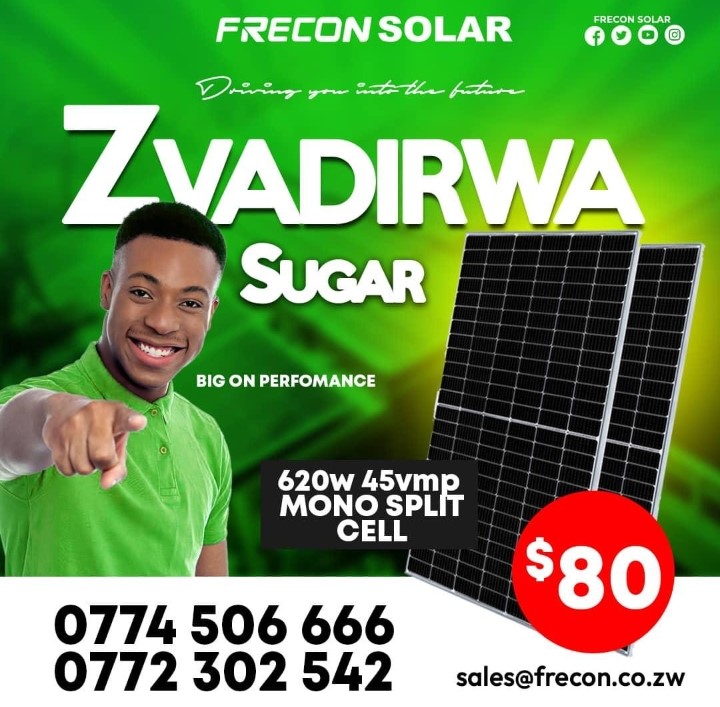 FRECON SOLAR
FRECON SOLAR
Driving you into the future
ZVADIRWA
SUGAR
BIG ON PERFOMANCE
620w 45vmp
MONO SPLIT
CELL
$80
0774 506 666
0772 302 542
sales@frecon.co.zw